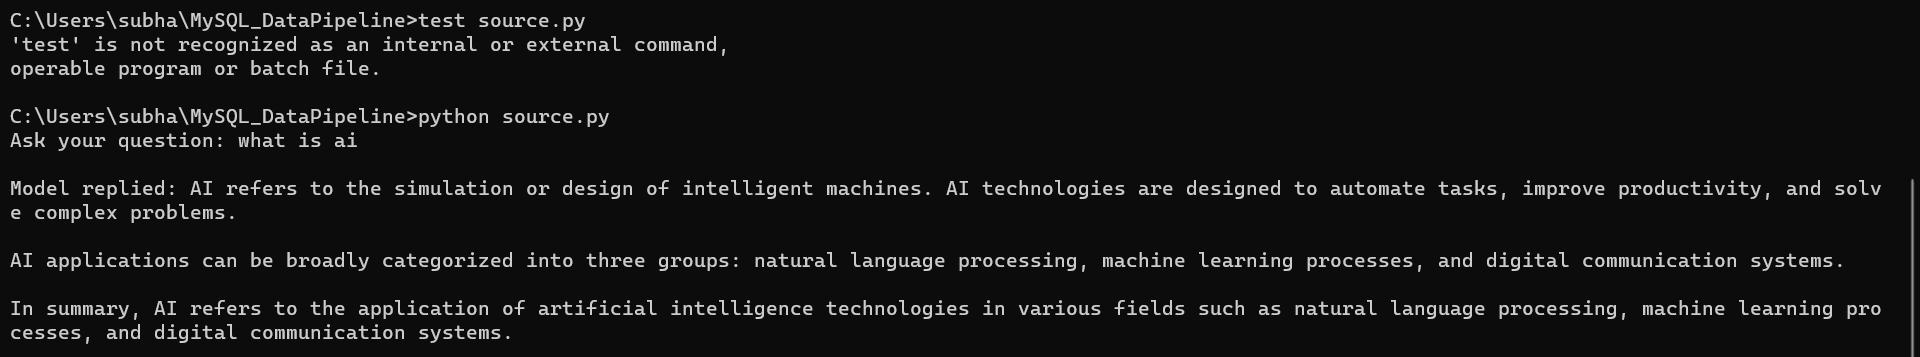 C:\Users\subha\MySQL_DataPipeline>test source.py
'test' is not recognized as an internal or external command,
operable program or batch file.
C:\Users\subha\MySQL_DataPipeline>python source.py
Ask your question: what is ai
Model replied: AI refers to the simulation or design of intelligent machines. AI technologies are designed to automate tasks, improve productivity, and solv
e complex problems.
AI applications can be broadly categorized into three groups: natural language processing, machine learning processes, and digital communication systems.
In summary, AI refers to the application of artificial intelligence technologies in various fields such as natural language processing, machine learning pro
cesses, and digital communication systems.